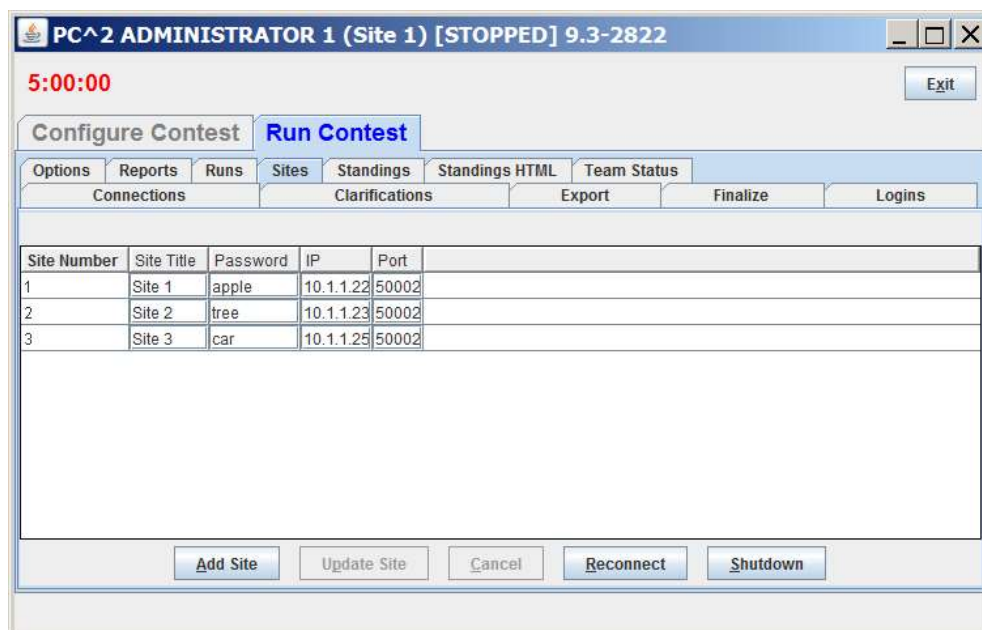 PC^2 ADMINISTRATOR 1 (Site 1) [STOPPED] 9.3-2822
5:00:00
Exit
Configure Contest Run Contest
Options Reports Runs Sites Standings Standings HTML Team Status
Connections Clarifications Export Finalize Logins
Site Number Site Title Password IP Port
1 Site 1 apple 10.1.1.22 50002
2 Site 2 tree 10.1.1.23 50002
3 Site 3 car 10.1.1.25 50002
Add Site Update Site Cancel Reconnect Shutdown